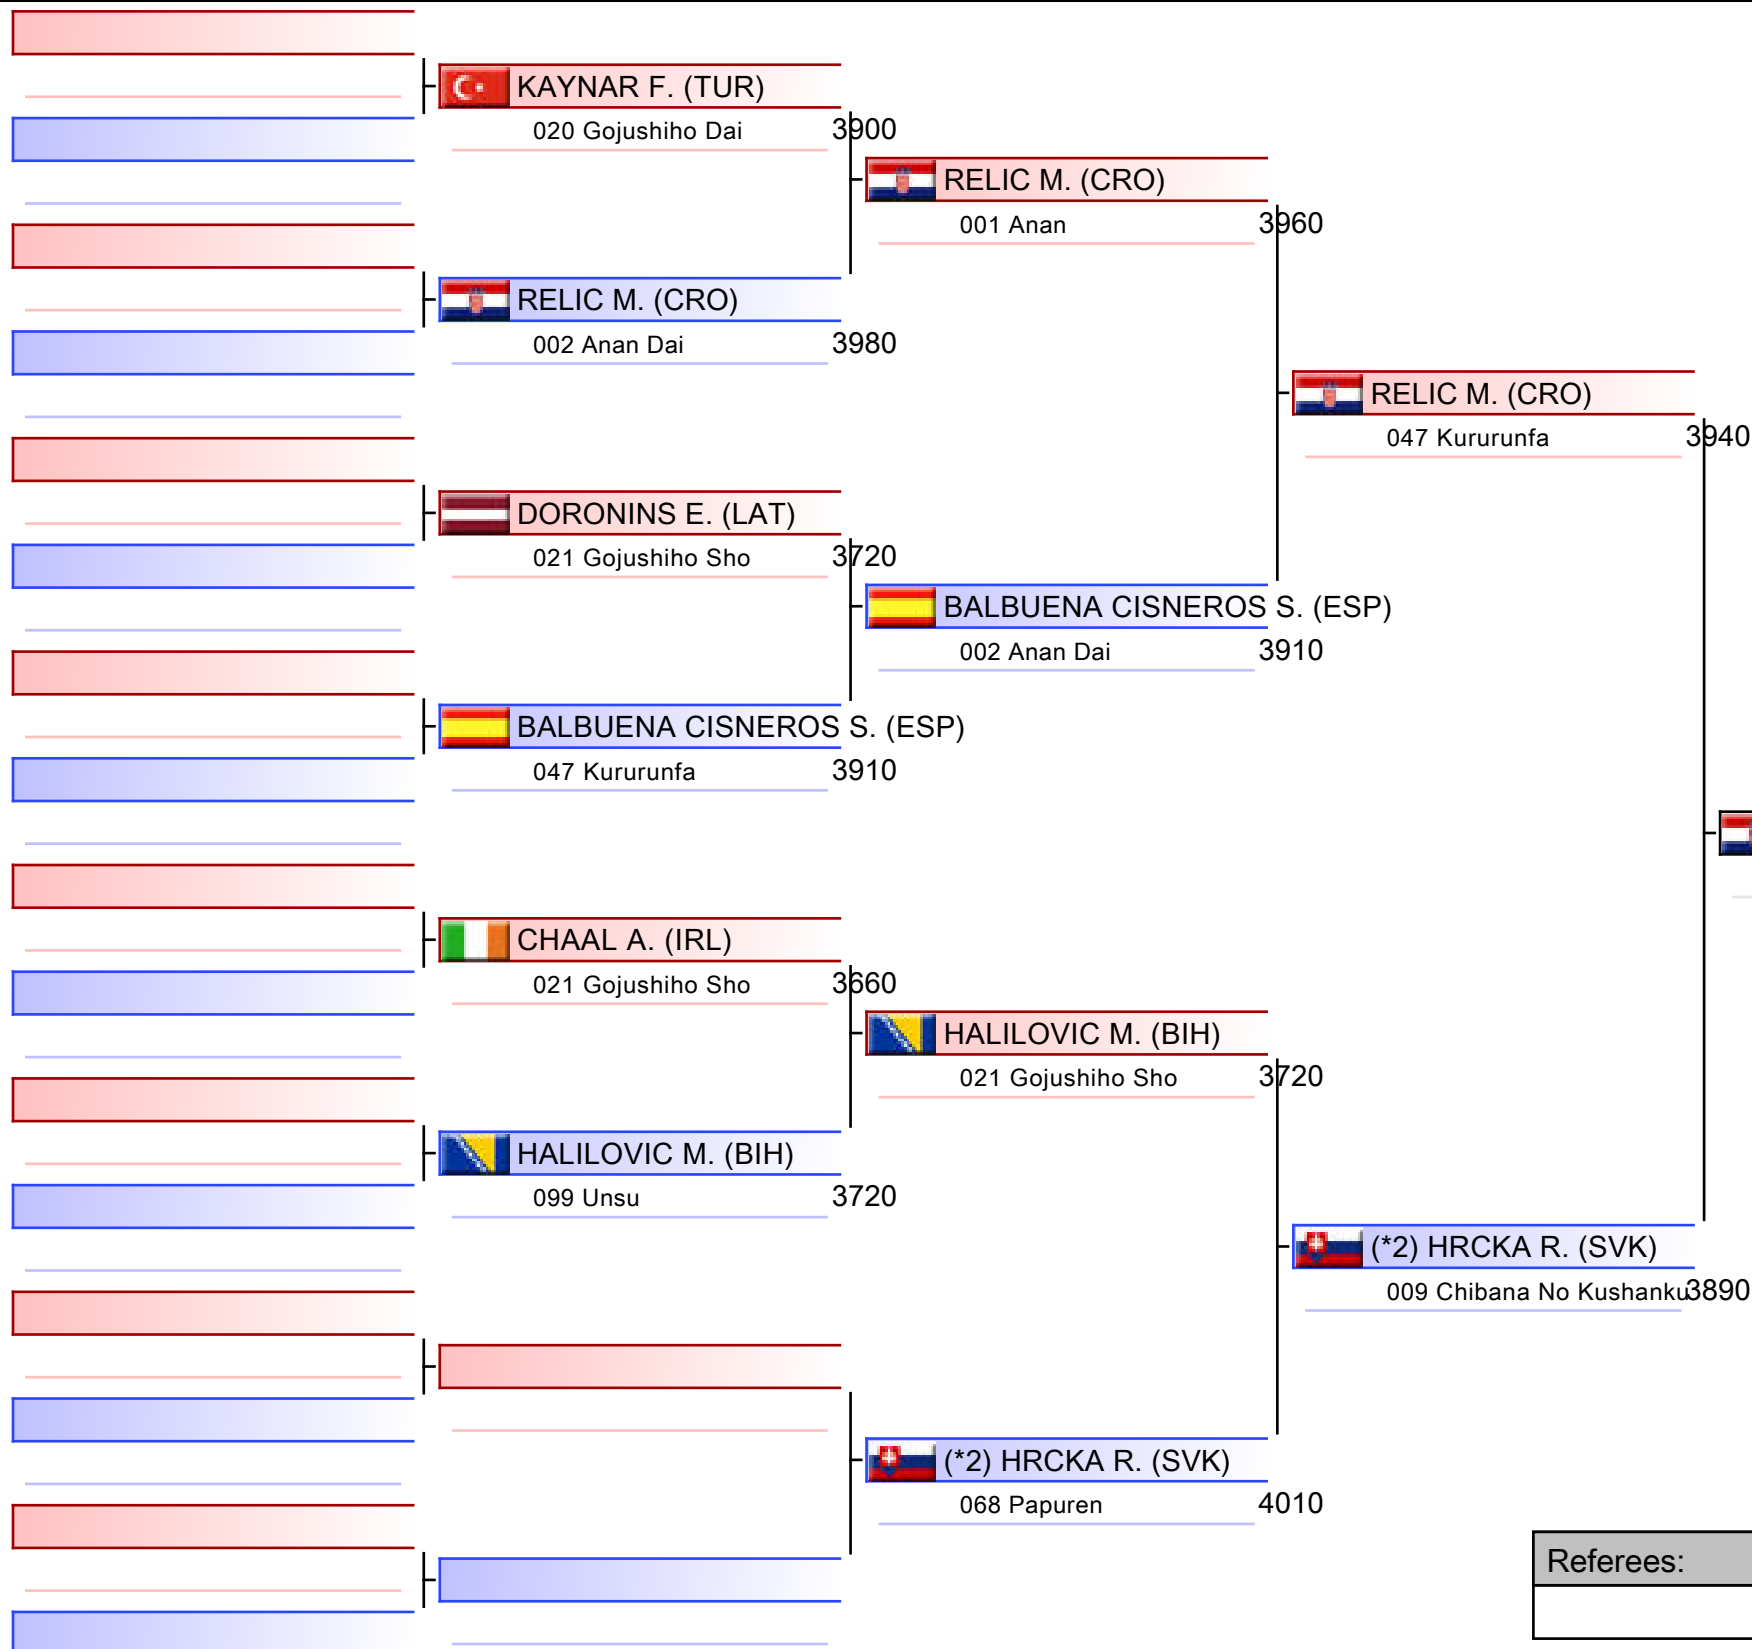 KAYNAR F. (TUR)
020 Gojushiho Dai 3900
RELIC M. (CRO)
002 Anan Dai 3980
DORONINS E. (LAT)
021 Gojushiho Sho 3720
BALBUENA CISNEROS S. (ESP)
047 Kururunfa 3910
CHAAL A. (IRL)
021 Gojushiho Sho 3660
HALILOVIC M. (BIH)
099 Unsu 3720
RELIC M. (CRO)
001 Anan 3960
BALBUENA CISNEROS S. (ESP)
002 Anan Dai 3910
HALILOVIC M. (BIH)
021 Gojushiho Sho 3720
(*2) HRCKA R. (SVK)
068 Papuren 4010
RELIC M. (CRO)
047 Kururunfa 3940
(*2) HRCKA R. (SVK)
009 Chibana No Kushanku 3890
Referees: